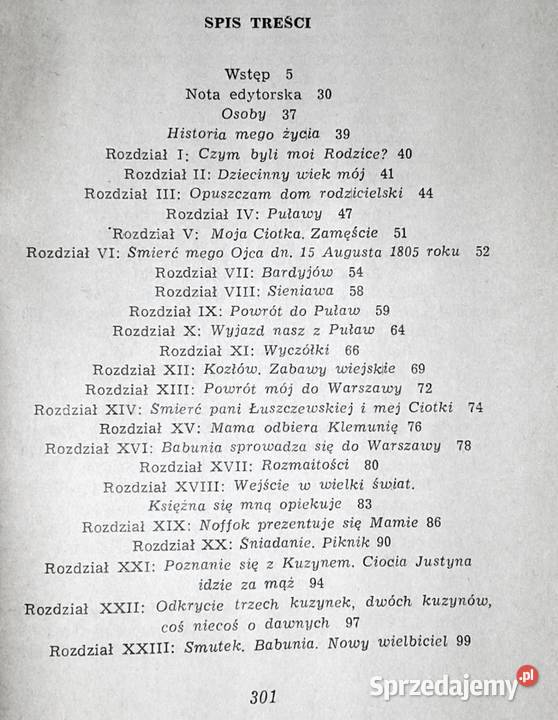 SPIS TREŚCI
Wstęp 5
Nota edytorska 30
Osoby 37
Historia mego życia 39
Rozdział I: Czym byli moi Rodzice? 40
Rozdział II: Dziecinny wiek mój 41
Rozdział III: Opuszczam dom rodzicielski 44
Rozdział IV: Puławy 47
Rozdział V: Moja Ciotka. Zamęście 51
Rozdział VI: Śmierć mego Ojca dn. 15 Augusta 1805 roku 52
Rozdział VII: Bardyjów 54
Rozdział VIII: Sieniawa 58
Rozdział IX: Powrót do Puław 59
Rozdział X: Wyjazd nasz z Puław 64
Rozdział XI: Wyczółki 66
Rozdział XII: Kozłów. Zabawy wiejskie 69
Rozdział XIII: Powrót mój do Warszawy 72
Rozdział XIV: Śmierć pani Łuszczewskiej i mej Ciotki 74
Rozdział XV: Mama odbiera Klemunię 76
Rozdział XVI: Babunia sprowadza się do Warszawy 78
Rozdział XVII: Rozmaitości 80
Rozdział XVIII: Wejście w wielki świat.
Księżna się mną opiekuje 83
Rozdział XIX: Noffok prezentuje się Mamie 86
Rozdział XX: Śniadanie. Piknik 90
Rozdział XXI: Poznanie się z Kuzynem. Ciocia Justyna
idzie za mąż 94
Rozdział XXII: Odkrycie trzech kuzynek, dwóch kuzynów,
coś niecoś o dawnych 97
Rozdział XXIII: Smutek. Babunia. Nowy wielbiciel 99
301
Sprzedajemy.pl